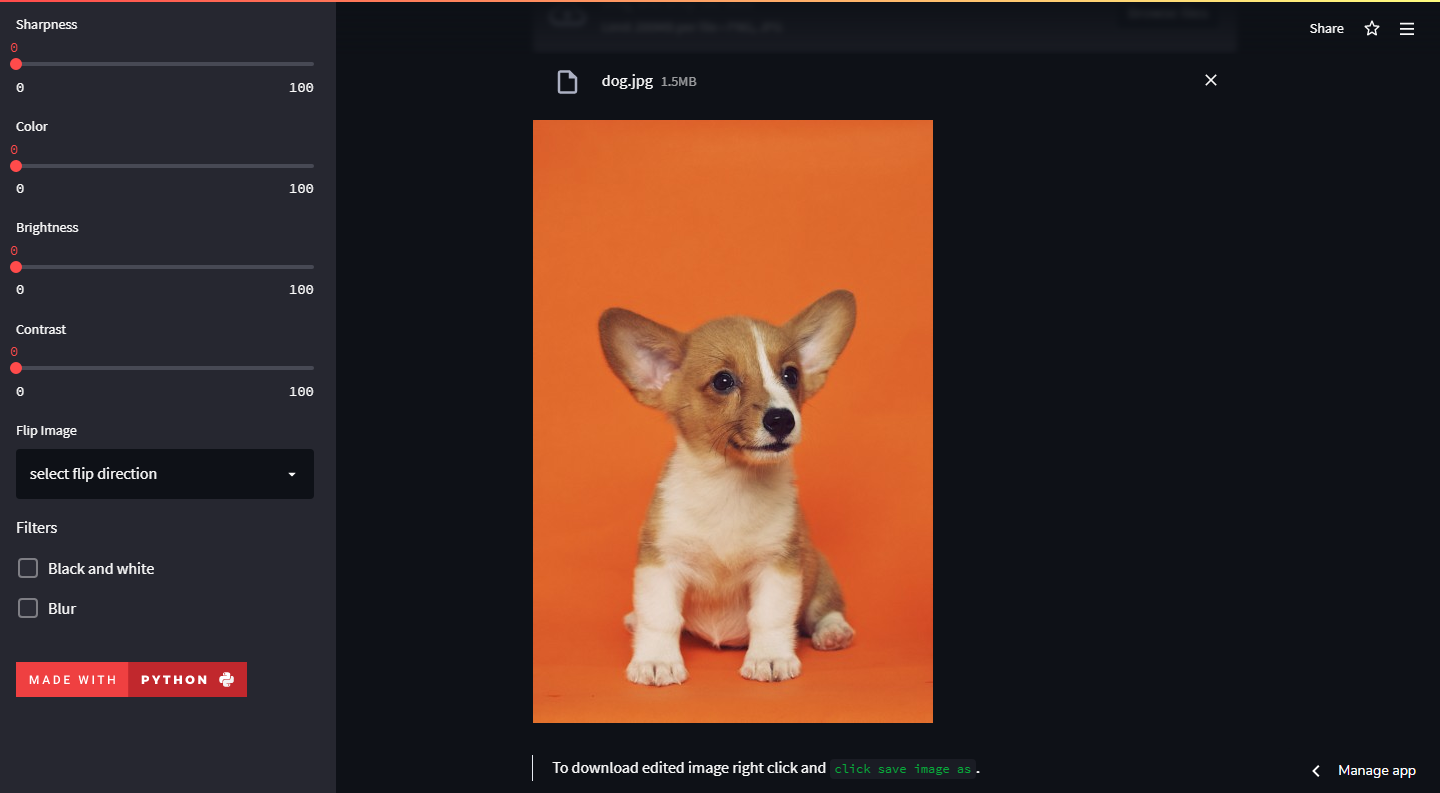 Sharpness
0
0 100
Color
0
0 100
Brightness
0
0 100
Contrast
0
0 100
Flip Image
select flip direction
Filters
Black and white
Blur
MADE WITH PYTHON
Share
dog.jpg 1.5MB
To download edited image right click and click save image as.
Manage app